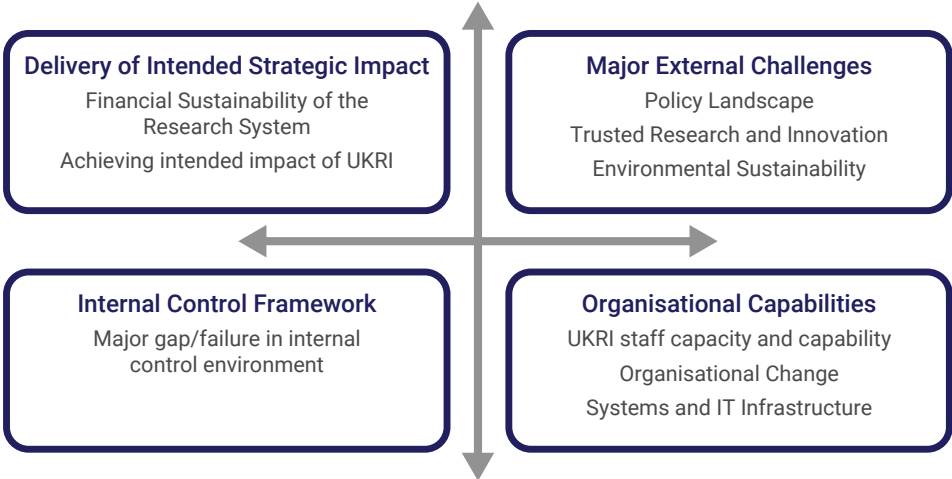 Delivery of Intended Strategic Impact
Financial Sustainability of the
Research System
Achieving intended impact of UKRI
Major External Challenges
Policy Landscape
Trusted Research and Innovation
Environmental Sustainability
Internal Control Framework
Major gap/failure in internal
control environment
Organisational Capabilities
UKRI staff capacity and capability
Organisational Change
Systems and IT Infrastructure